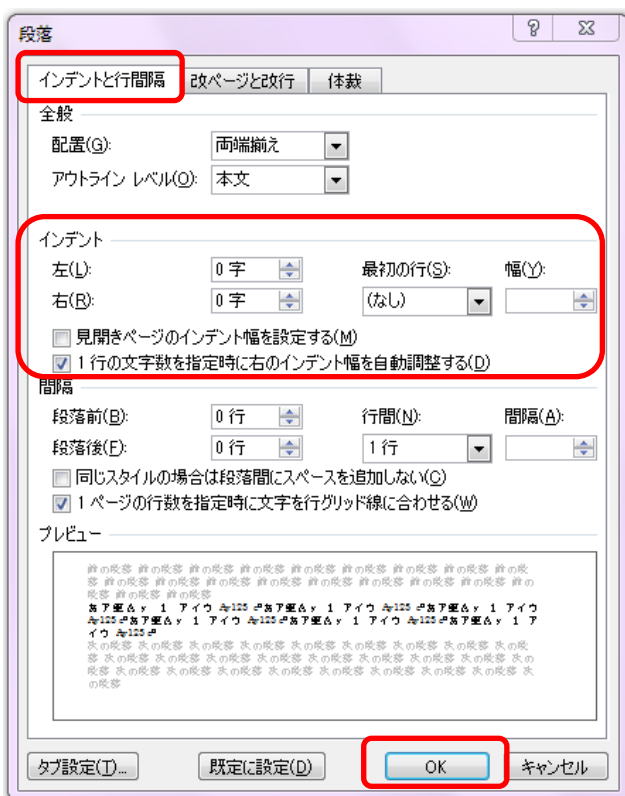 段落
インデントと行間隔 改ページと改行 体裁
全般
配置(G): 両端揃え
アウトライン レベル(O): 本文
インデント
左(L): 0 字 最初の行(S): 幅(Y):
右(R): 0 字 (なし)
見開きページのインデント幅を設定する(M)
1 行の文字数を指定時に右のインデント幅を自動調整する(D)
間隔
段落前(B): 0 行 行間(N): 間隔(A):
段落後(F): 0 行 1 行
同じスタイルの場合は段落間にスペースを追加しない(C)
1 ページの行数を指定時に文字を行グリッド線に合わせる(W)
プレビュー
タブ設定(T)... 既定に設定(D) OK キャンセル